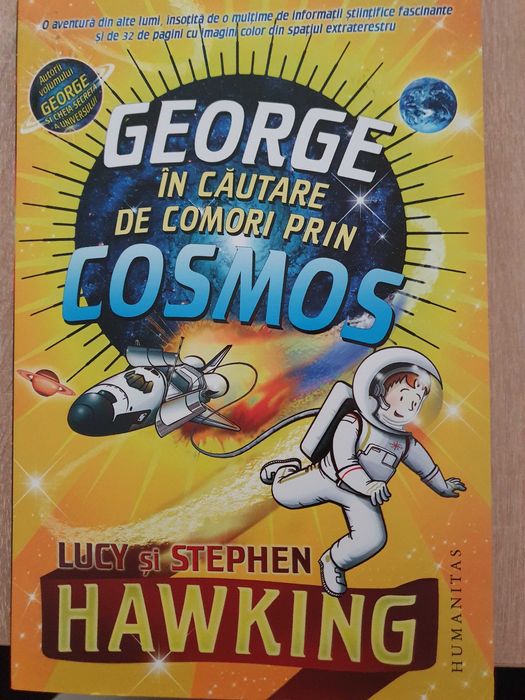 O aventură din alte lumi, însoțită de o mulțime de informații științifice fascinante
și de 32 de pagini cu imagini color din spațiul extraterestru
Autorii
volumului
GEORGE
ȘI CHEIA SECRETĂ
A UNIVERSULUI
GEORGE
ÎN CĂUTARE
DE COMORI PRIN
COSMOS
LUCY și STEPHEN
HAWKING
HUMANITAS